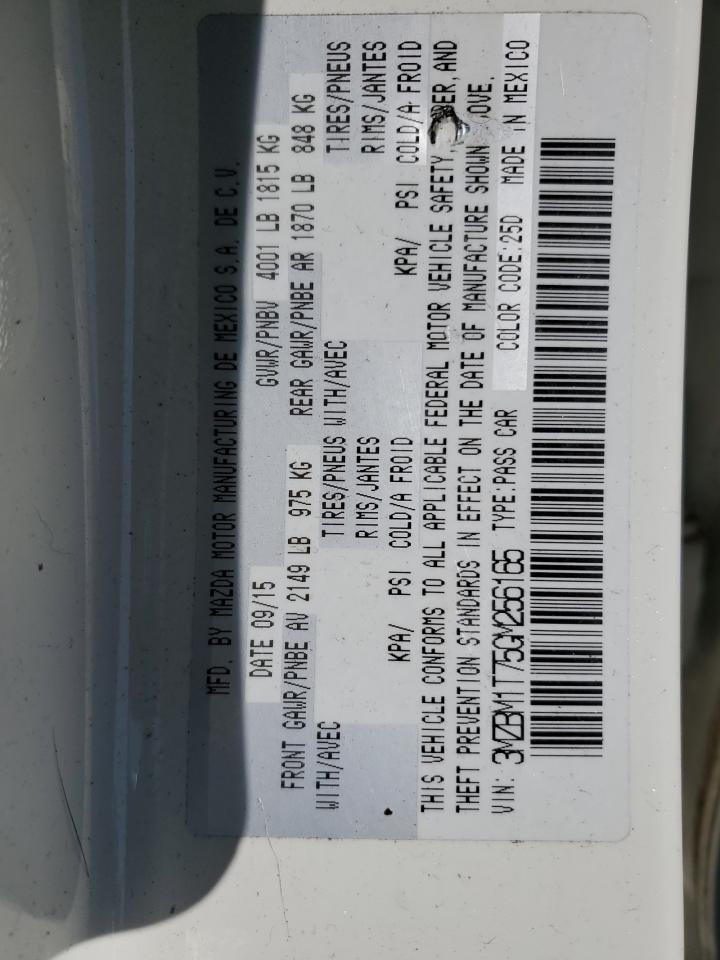 MFD. BY MAZDA MOTOR MANUFACTURING DE MEXICO S.A. DE C.V.
DATE 09/15 GVWR/PNBV 4001 LB 1815 KG
FRONT GAWR/PNBE AV 2149 LB 975 KG REAR GAWR/PNBE AR 1870 LB 848 KG
WITH/AVEC TIRES/PNEUS WITH/AVEC TIRES/PNEUS
RIMS/JANTES RIMS/JANTES
KPA/ PSI COLD/A FROID KPA/ PSI COLD/A FROID
THIS VEHICLE CONFORMS TO ALL APPLICABLE FEDERAL MOTOR VEHICLE SAFETY, AND
THEFT PREVENTION STANDARDS IN EFFECT ON THE DATE OF MANUFACTURE SHOWN
VIN: 3MZBM1T75GM256165 TYPE:PASS CAR COLOR CODE:25D MADE IN MEXICO